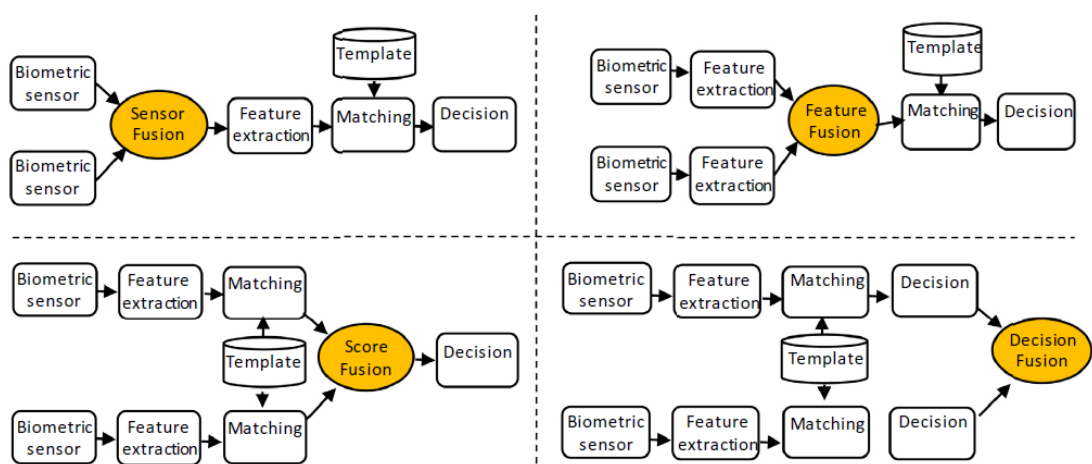 Biometric
sensor
Biometric
sensor
Sensor
Fusion
Feature
extraction
Template
Matching
Decision
Biometric
sensor
Feature
extraction
Biometric
sensor
Feature
extraction
Feature
Fusion
Template
Matching
Decision
Biometric
sensor
Feature
extraction
Matching
Template
Biometric
sensor
Feature
extraction
Matching
Score
Fusion
Decision
Biometric
sensor
Feature
extraction
Matching
Decision
Template
Biometric
sensor
Feature
extraction
Matching
Decision
Decision
Fusion